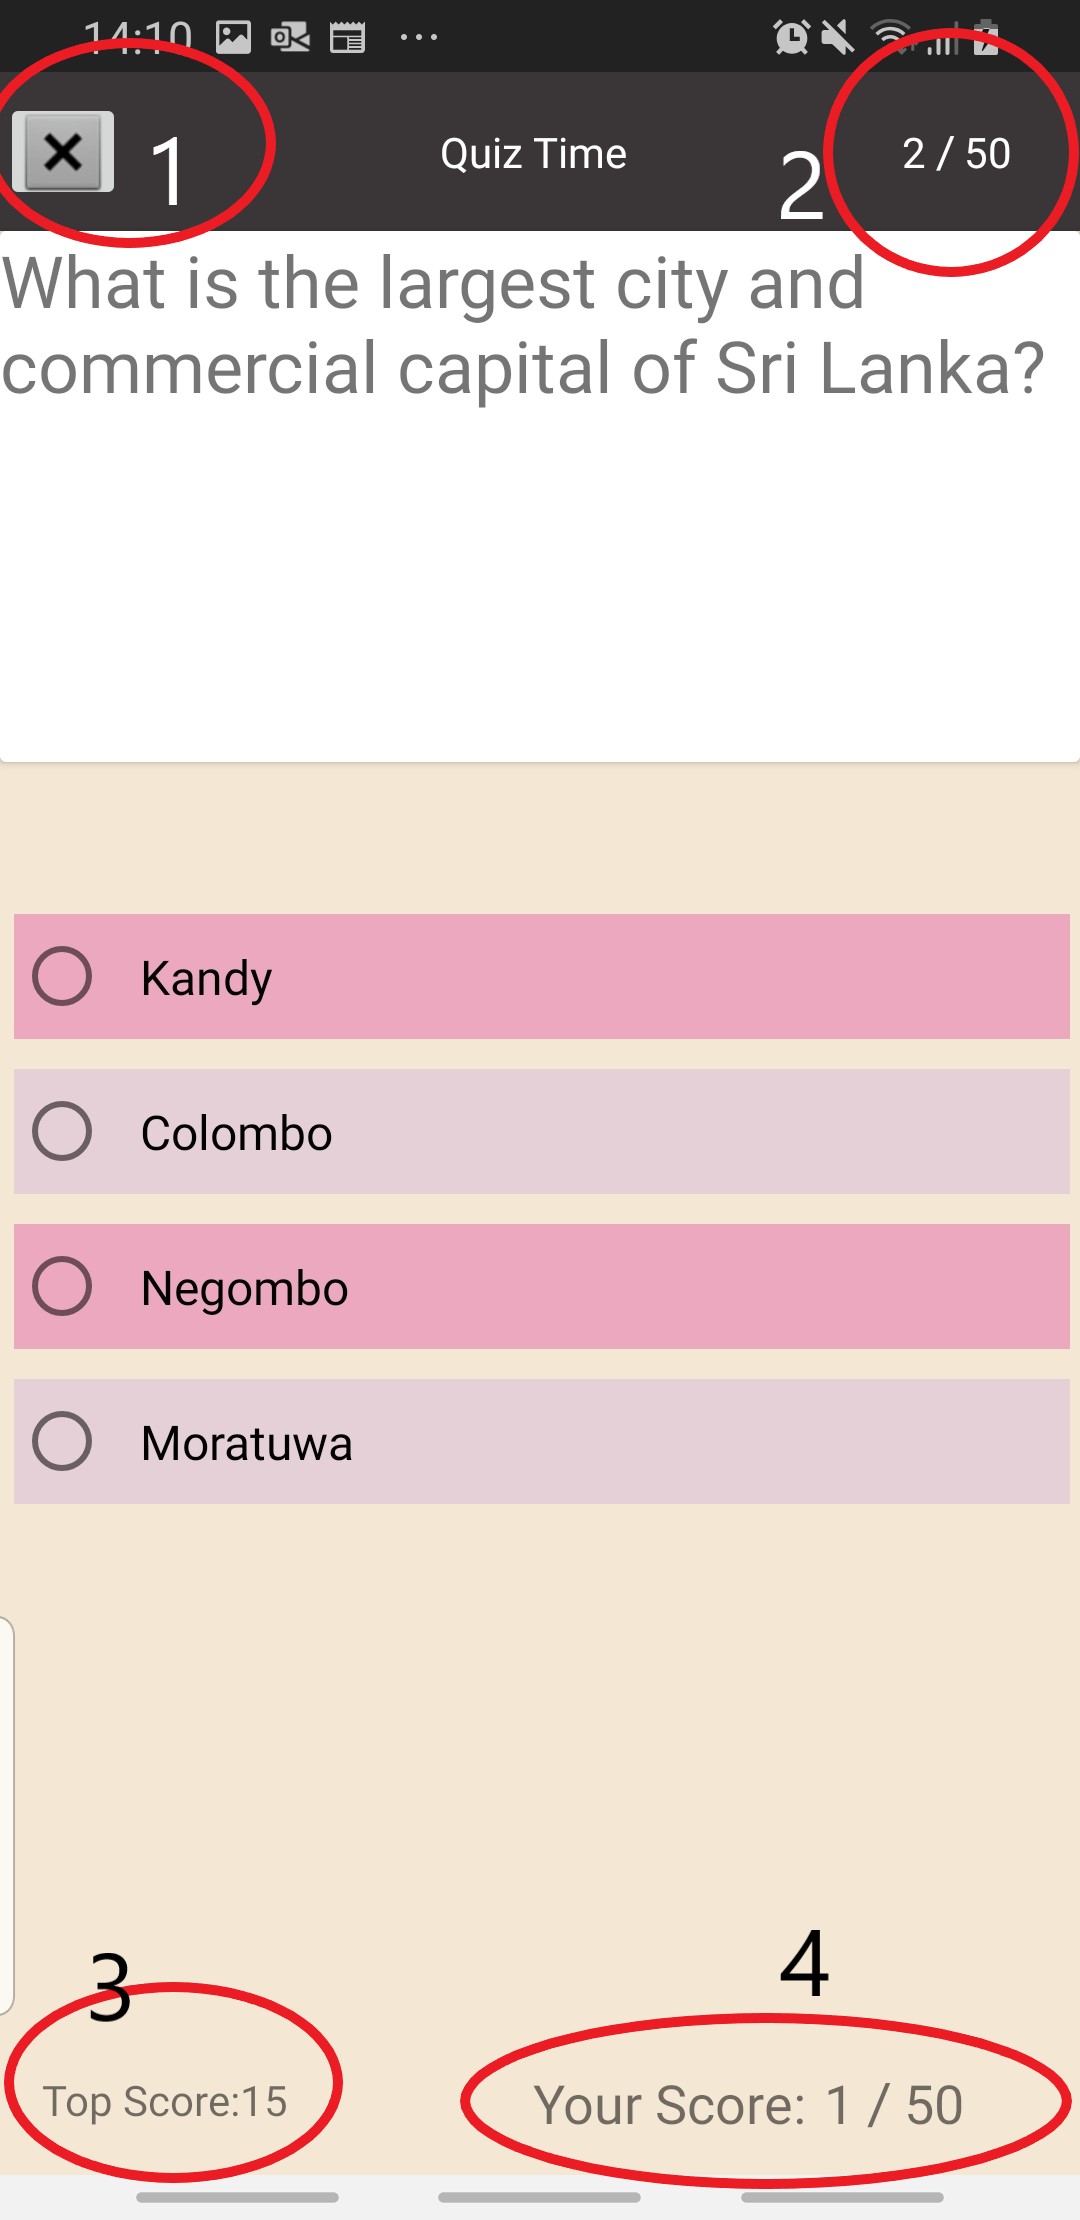 14:10
1
Quiz Time
2
2 / 50
What is the largest city and
commercial capital of Sri Lanka?
Kandy
Colombo
Negombo
Moratuwa
3
4
Top Score:15
Your Score: 1 / 50